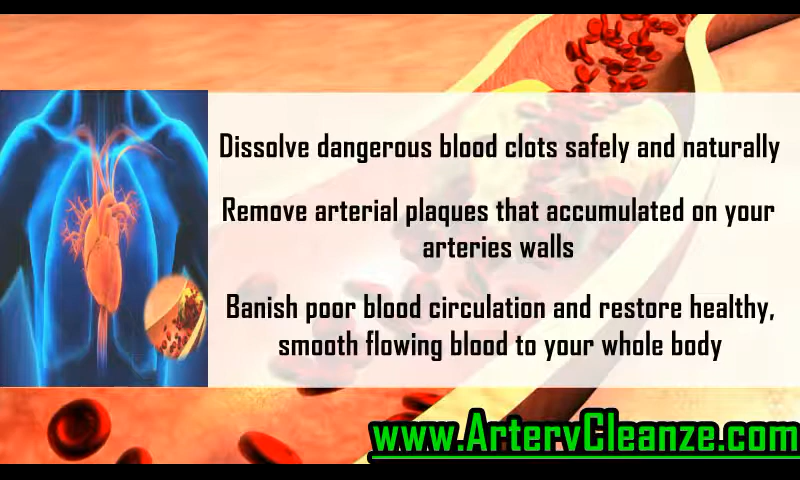 Dissolve dangerous blood clots safely and naturally
Remove arterial plaques that accumulated on your
arteries walls
Banish poor blood circulation and restore healthy,
smooth flowing blood to your whole body
www.ArteryCleanze.com